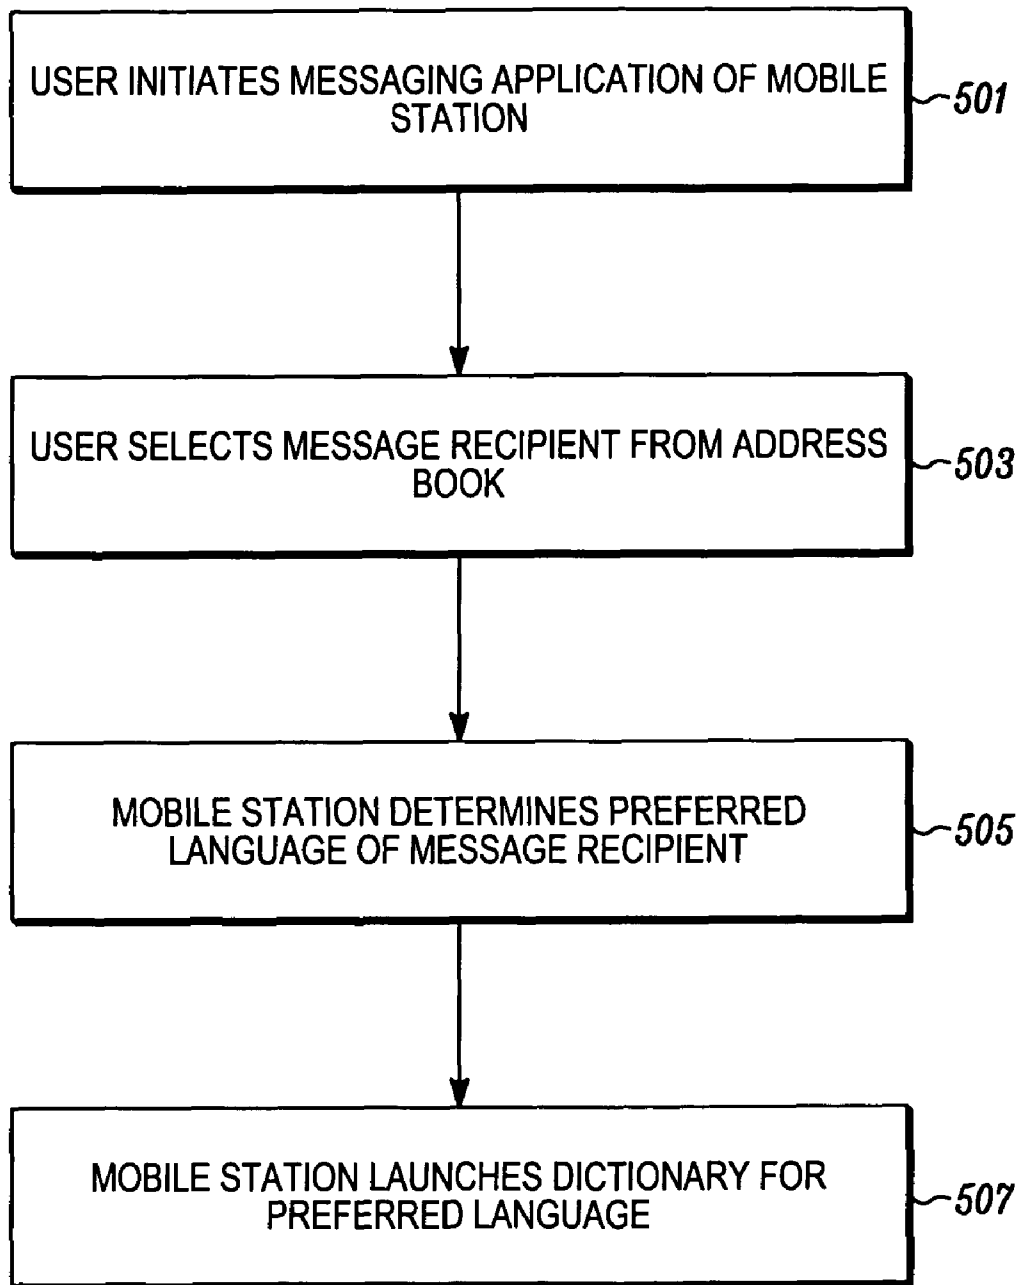 USER INITIATES MESSAGING APPLICATION OF MOBILE
STATION
501
USER SELECTS MESSAGE RECIPIENT FROM ADDRESS
BOOK
503
MOBILE STATION DETERMINES PREFERRED
LANGUAGE OF MESSAGE RECIPIENT
505
MOBILE STATION LAUNCHES DICTIONARY FOR
PREFERRED LANGUAGE
507